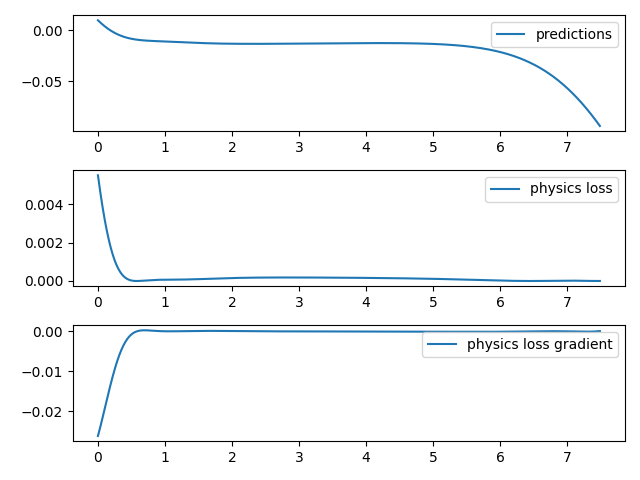 0.00
−0.05
predictions
0 1 2 3 4 5 6 7
0.004
0.002
0.000
physics loss
0 1 2 3 4 5 6 7
0.00
−0.01
−0.02
physics loss gradient
0 1 2 3 4 5 6 7